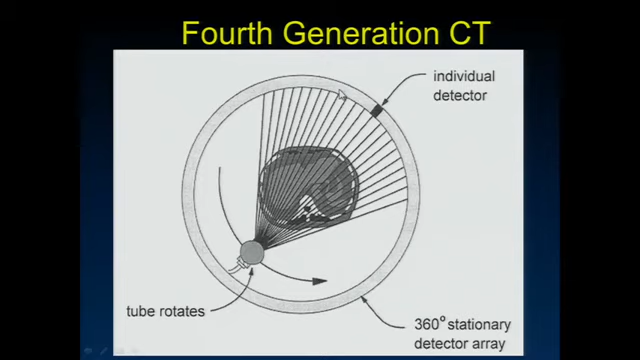 Fourth Generation CT
individual
detector
tube rotates
360° stationary
detector array